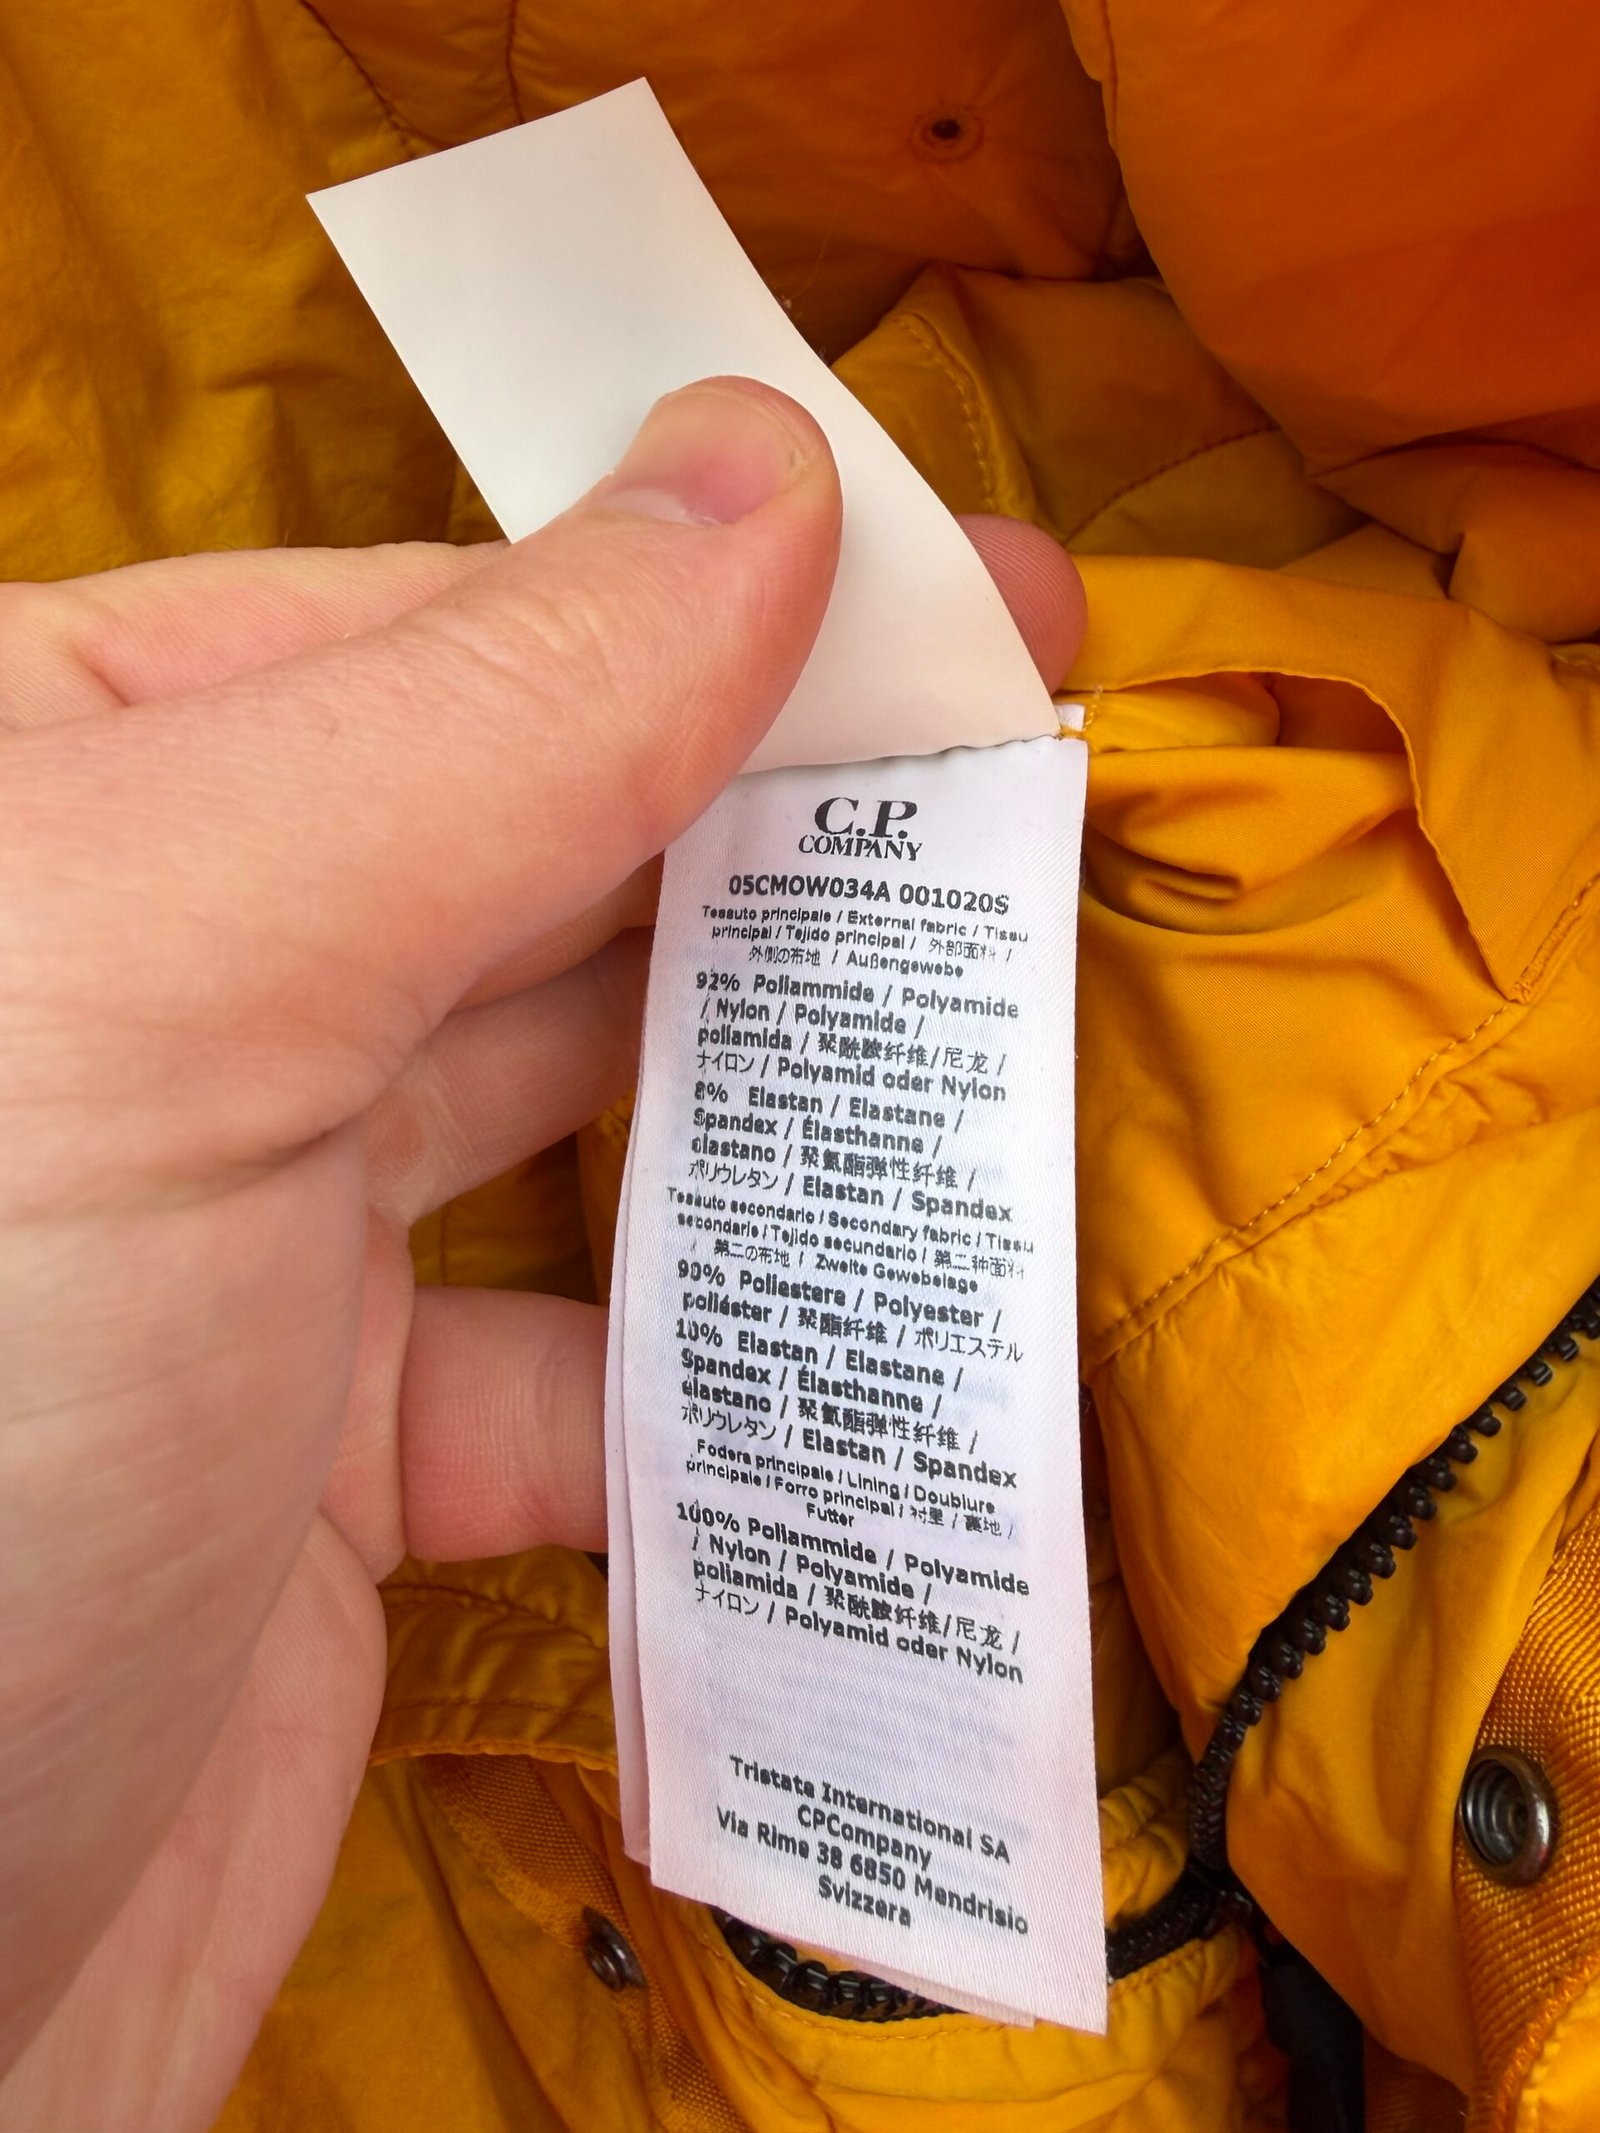 C.P.
COMPANY
05CMOW034A 001020S
Tessuto principale / External fabric / Tissu
principal / Tejido principal / 外部面料 /
外側の布地 / Außengewebe
92% Poliammide / Polyamide
/ Nylon / Polyamide /
poliamida / 聚酰胺纤维/尼龙 /
ナイロン / Polyamid oder Nylon
8% Elastan / Elastane /
Spandex / Élasthanne /
elastano / 聚氨酯弹性纤维 /
ポリウレタン / Elastan / Spandex
Tessuto secondario / Secondary fabric / Tissu
secondario / Tejido secundario / 第二种面料
/ 第二の布地 / Zweite Gewebelage
90% Poliestere / Polyester /
poliéster / 聚酯纤维 / ポリエステル
10% Elastan / Elastane /
Spandex / Élasthanne /
elastano / 聚氨酯弹性纤维 /
ポリウレタン / Elastan / Spandex
Fodera principale / Lining / Doublure
principale / Forro principal / 衬里 / 裏地 /
Futter
100% Poliammide / Polyamide
/ Nylon / Polyamide /
poliamida / 聚酰胺纤维/尼龙 /
ナイロン / Polyamid oder Nylon
Tristate International SA
CPCompany
Via Rime 38 6850 Mendrisio
Svizzera